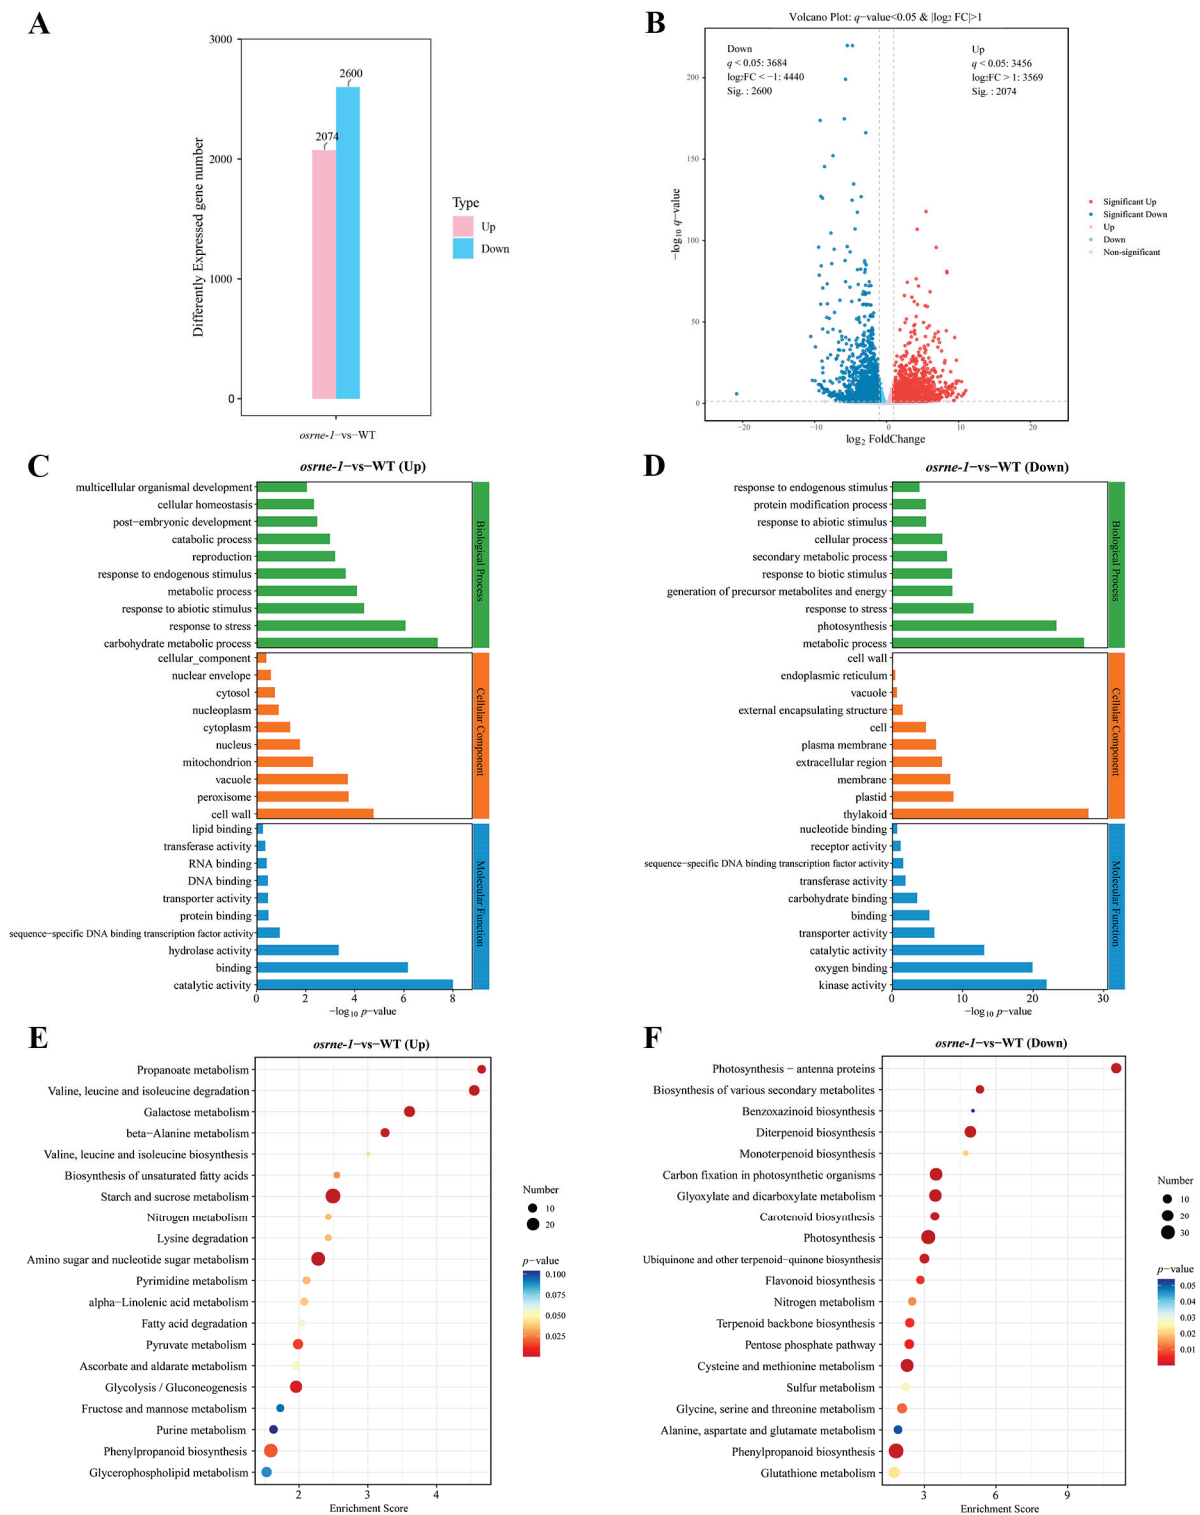 A
3000
2600
2074
2000
1000
0
Differently Expressed gene number
osrne-1−vs−WT
Type
Up
Down
B
Volcano Plot: q−value<0.05 & |log2 FC|>1
Down
q < 0.05: 3684
log2FC < −1: 4440
Sig. : 2600
Up
q < 0.05: 3456
log2FC > 1: 3569
Sig. : 2074
200
150
100
50
0
−log10 q−value
−20
−10
0
10
20
log2 FoldChange
Significant Up
Significant Down
Up
Down
Non-significant
C
osrne-1−vs−WT (Up)
multicellular organismal development
cellular homeostasis
post−embryonic development
catabolic process
reproduction
response to endogenous stimulus
metabolic process
response to abiotic stimulus
response to stress
carbohydrate metabolic process
Biological Process
cellular_component
nuclear envelope
cytosol
nucleoplasm
cytoplasm
nucleus
mitochondrion
vacuole
peroxisome
cell wall
Cellular Component
lipid binding
transferase activity
RNA binding
DNA binding
transporter activity
protein binding
sequence−specific DNA binding transcription factor activity
hydrolase activity
binding
catalytic activity
Molecular Function
0
2
4
6
8
−log10 p−value
D
osrne-1−vs−WT (Down)
response to endogenous stimulus
protein modification process
response to abiotic stimulus
cellular process
secondary metabolic process
response to biotic stimulus
generation of precursor metabolites and energy
response to stress
photosynthesis
metabolic process
Biological Process
cell wall
endoplasmic reticulum
vacuole
external encapsulating structure
cell
plasma membrane
extracellular region
membrane
plastid
thylakoid
Cellular Component
nucleotide binding
receptor activity
sequence−specific DNA binding transcription factor activity
transferase activity
carbohydrate binding
binding
transporter activity
catalytic activity
oxygen binding
kinase activity
Molecular Function
0
10
20
30
−log10 p−value
E
osrne-1−vs−WT (Up)
Propanoate metabolism
Valine, leucine and isoleucine degradation
Galactose metabolism
beta−Alanine metabolism
Valine, leucine and isoleucine biosynthesis
Biosynthesis of unsaturated fatty acids
Starch and sucrose metabolism
Nitrogen metabolism
Lysine degradation
Amino sugar and nucleotide sugar metabolism
Pyrimidine metabolism
alpha−Linolenic acid metabolism
Fatty acid degradation
Pyruvate metabolism
Ascorbate and aldarate metabolism
Glycolysis / Gluconeogenesis
Fructose and mannose metabolism
Purine metabolism
Phenylpropanoid biosynthesis
Glycerophospholipid metabolism
2
3
4
Enrichment Score
Number
10
20
p−value
0.100
0.075
0.050
0.025
F
osrne-1−vs−WT (Down)
Photosynthesis − antenna proteins
Biosynthesis of various secondary metabolites
Benzoxazinoid biosynthesis
Diterpenoid biosynthesis
Monoterpenoid biosynthesis
Carbon fixation in photosynthetic organisms
Glyoxylate and dicarboxylate metabolism
Carotenoid biosynthesis
Photosynthesis
Ubiquinone and other terpenoid−quinone biosynthesis
Flavonoid biosynthesis
Nitrogen metabolism
Terpenoid backbone biosynthesis
Pentose phosphate pathway
Cysteine and methionine metabolism
Sulfur metabolism
Glycine, serine and threonine metabolism
Alanine, aspartate and glutamate metabolism
Phenylpropanoid biosynthesis
Glutathione metabolism
3
6
9
Enrichment Score
Number
10
20
30
p−value
0.05
0.04
0.03
0.02
0.01